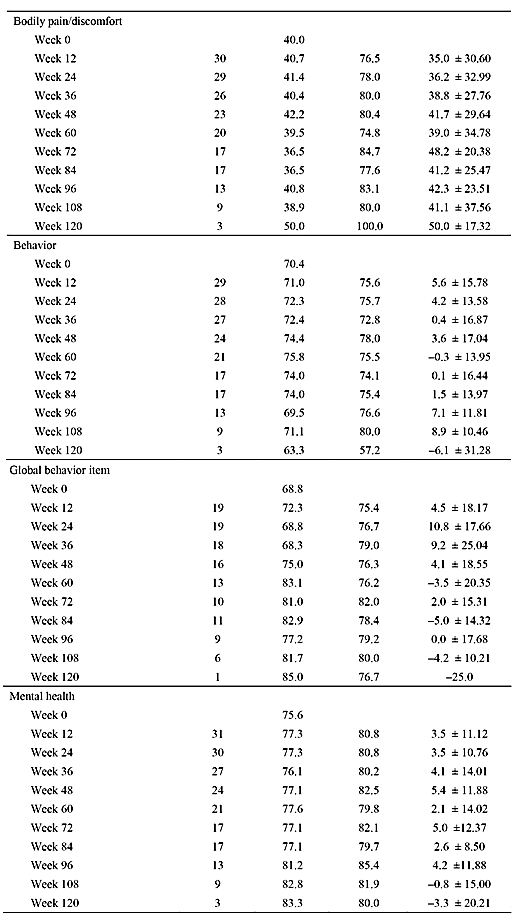 Bodily pain/discomfort
Week 0 40.0
Week 12 30 40.7 76.5 35.0 ± 30.60
Week 24 29 41.4 78.0 36.2 ± 32.99
Week 36 26 40.4 80.0 38.8 ± 27.76
Week 48 23 42.2 80.4 41.7 ± 29.64
Week 60 20 39.5 74.8 39.0 ± 34.78
Week 72 17 36.5 84.7 48.2 ± 20.38
Week 84 17 36.5 77.6 41.2 ± 25.47
Week 96 13 40.8 83.1 42.3 ± 23.51
Week 108 9 38.9 80.0 41.1 ± 37.56
Week 120 3 50.0 100.0 50.0 ± 17.32
Behavior
Week 0 70.4
Week 12 29 71.0 75.6 5.6 ± 15.78
Week 24 28 72.3 75.7 4.2 ± 13.58
Week 36 27 72.4 72.8 0.4 ± 16.87
Week 48 24 74.4 78.0 3.6 ± 17.04
Week 60 21 75.8 75.5 –0.3 ± 13.95
Week 72 17 74.0 74.1 0.1 ± 16.44
Week 84 17 74.0 75.4 1.5 ± 13.97
Week 96 13 69.5 76.6 7.1 ± 11.81
Week 108 9 71.1 80.0 8.9 ± 10.46
Week 120 3 63.3 57.2 –6.1 ± 31.28
Global behavior item
Week 0 68.8
Week 12 19 72.3 75.4 4.5 ± 18.17
Week 24 19 68.8 76.7 10.8 ± 17.66
Week 36 18 68.3 79.0 9.2 ± 25.04
Week 48 16 75.0 76.3 4.1 ± 18.55
Week 60 13 83.1 76.2 –3.5 ± 20.35
Week 72 10 81.0 82.0 2.0 ± 15.31
Week 84 11 82.9 78.4 –5.0 ± 14.32
Week 96 9 77.2 79.2 0.0 ± 17.68
Week 108 6 81.7 80.0 –4.2 ± 10.21
Week 120 1 85.0 76.7 –25.0
Mental health
Week 0 75.6
Week 12 31 77.3 80.8 3.5 ± 11.12
Week 24 30 77.3 80.8 3.5 ± 10.76
Week 36 27 76.1 80.2 4.1 ± 14.01
Week 48 24 77.1 82.5 5.4 ± 11.88
Week 60 21 77.6 79.8 2.1 ± 14.02
Week 72 17 77.1 82.1 5.0 ±12.37
Week 84 17 77.1 79.7 2.6 ± 8.50
Week 96 13 81.2 85.4 4.2 ±11.88
Week 108 9 82.8 81.9 –0.8 ± 15.00
Week 120 3 83.3 80.0 –3.3 ± 20.21